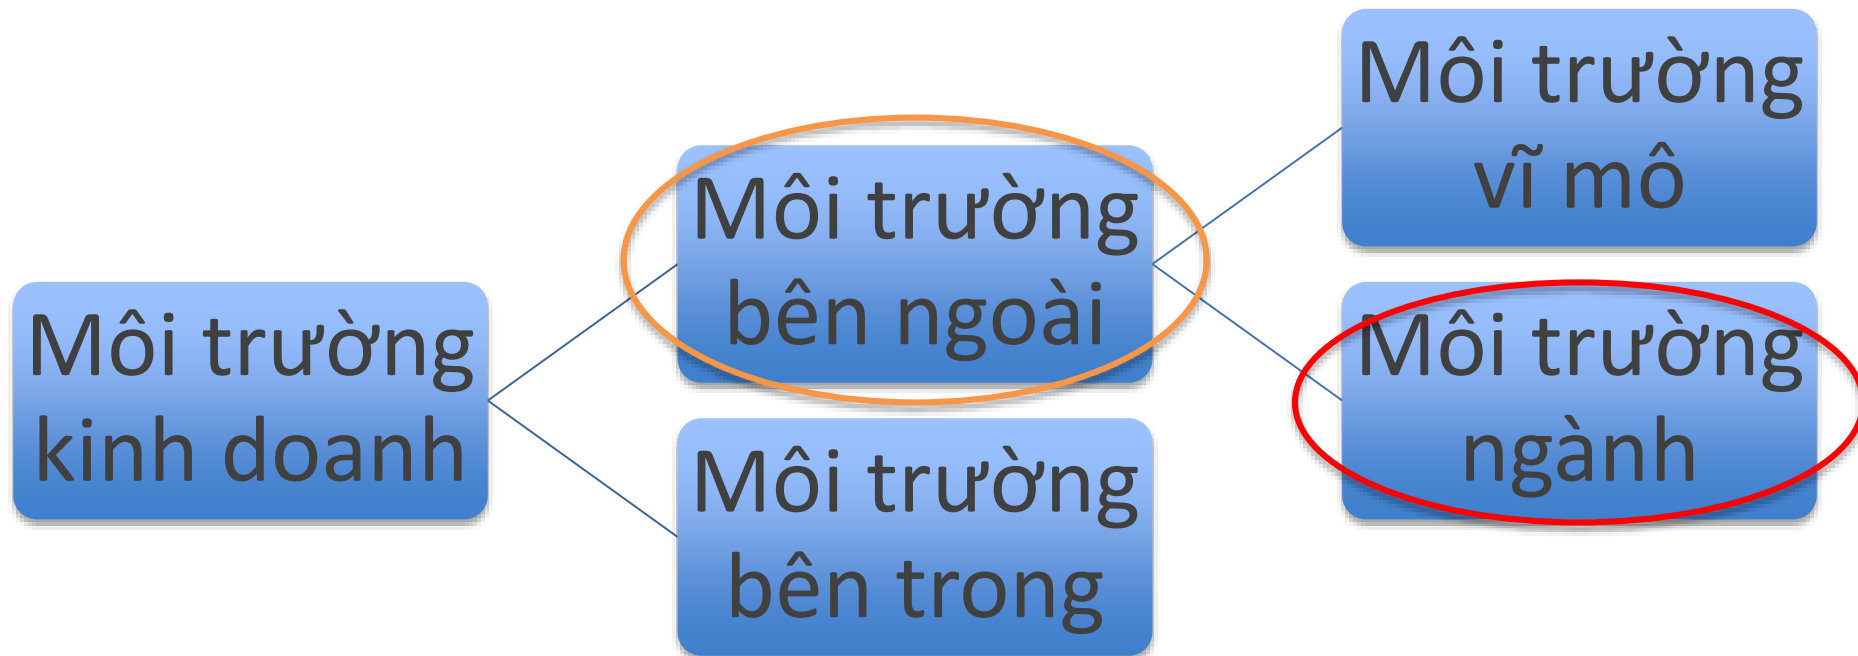 Môi trường
kinh doanh
Môi trường
bên ngoài
Môi trường
bên trong
Môi trường
vĩ mô
Môi trường
ngành